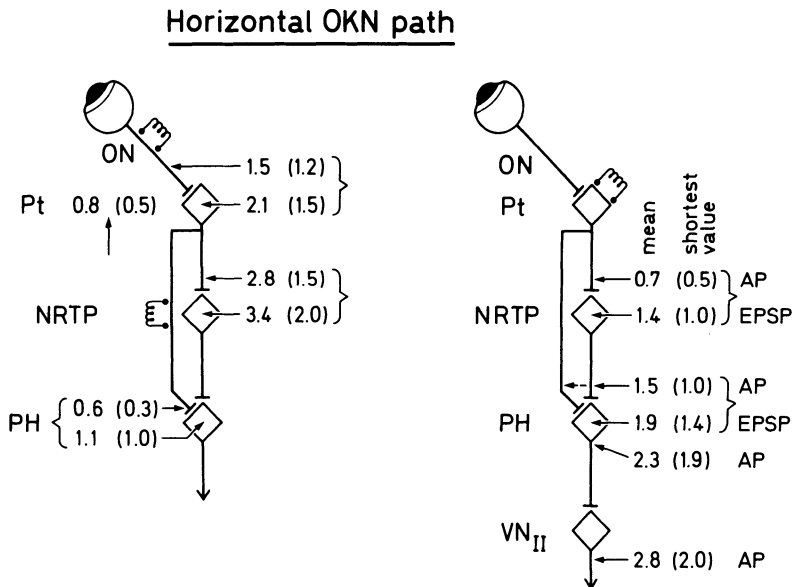 Horizontal OKN path
ON
1.5 (1.2)
Pt 0.8 (0.5)
2.1 (1.5)
2.8 (1.5)
NRTP
3.4 (2.0)
PH
0.6 (0.3)
1.1 (1.0)
ON
Pt
mean
shortest
value
0.7 (0.5) AP
NRTP
1.4 (1.0) EPSP
1.5 (1.0) AP
PH
1.9 (1.4) EPSP
2.3 (1.9) AP
VN II
2.8 (2.0) AP